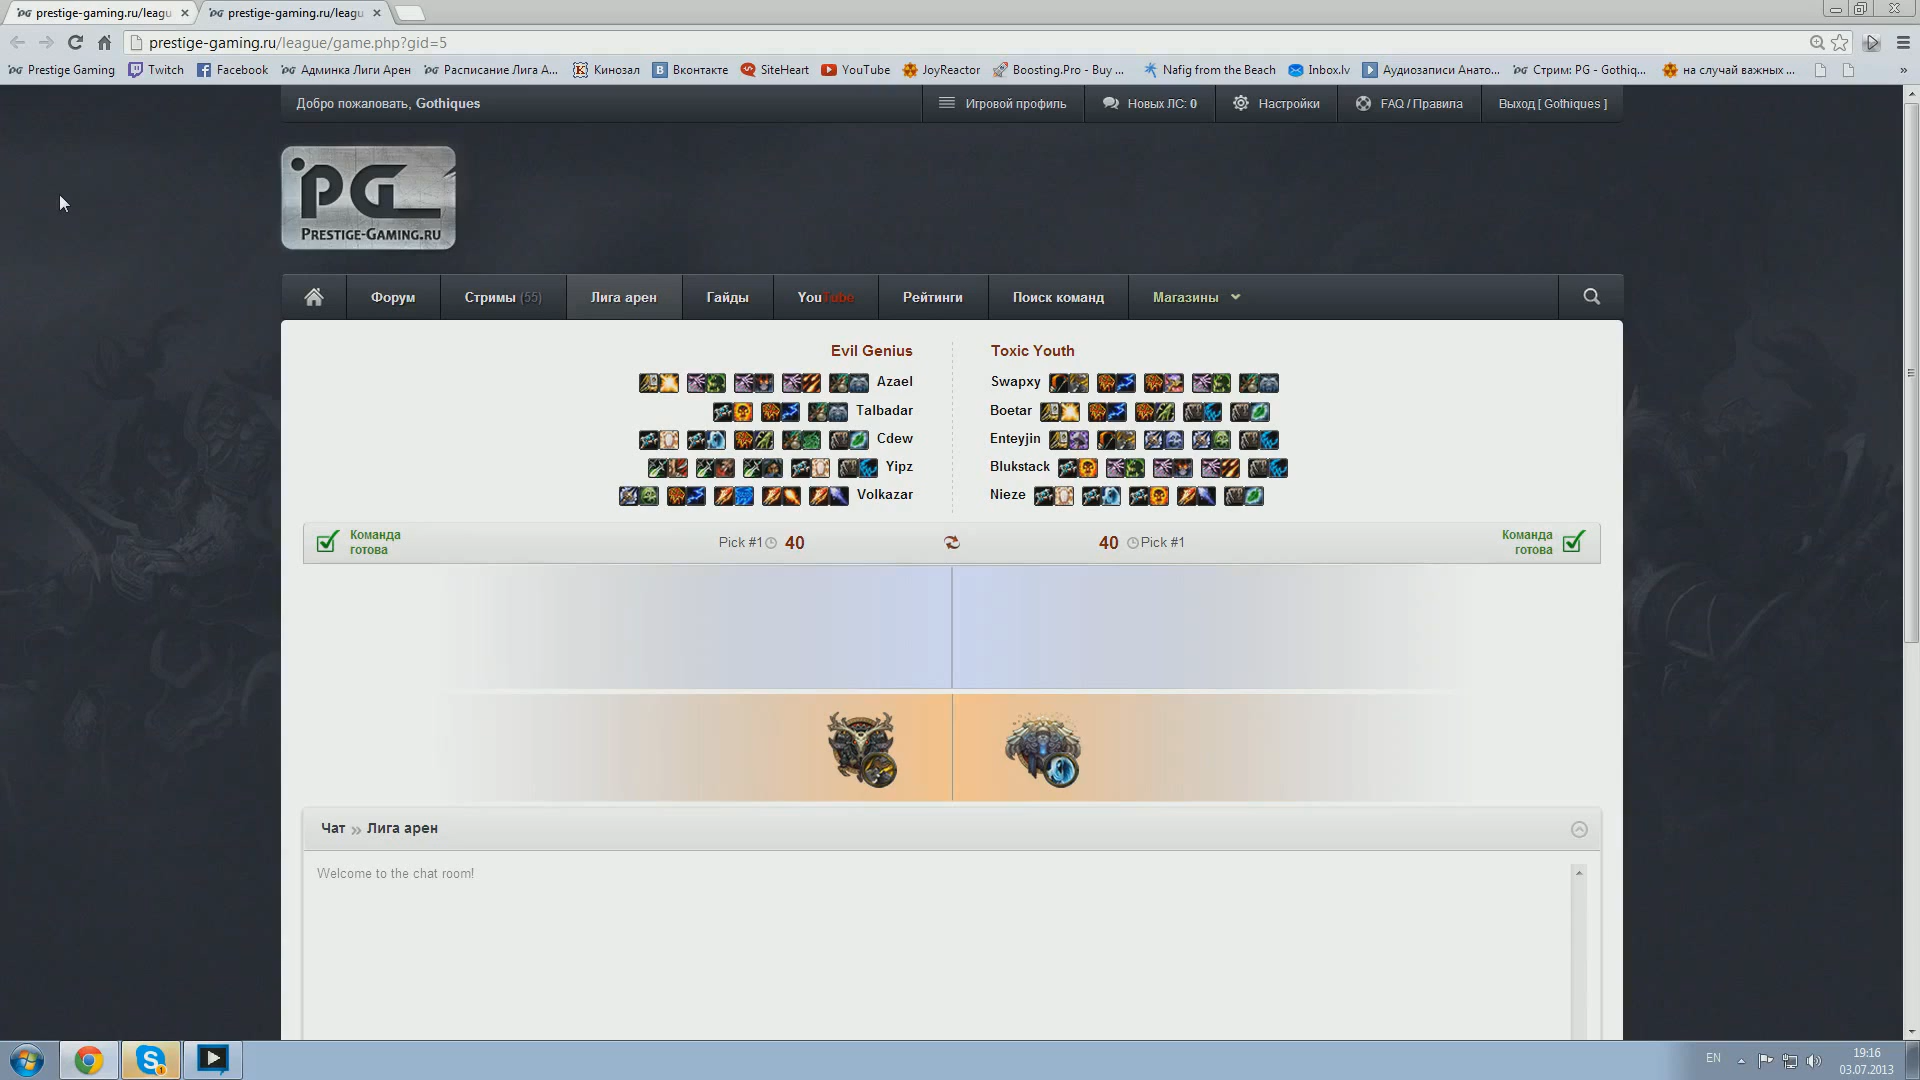 prestige-gaming.ru/leagu
prestige-gaming.ru/leagu
prestige-gaming.ru/league/game.php?gid=5
Prestige Gaming
Twitch
Facebook
Админка Лиги Арен
Расписание Лига А...
Кинозал
Вконтакте
SiteHeart
YouTube
JoyReactor
Boosting.Pro - Buy ...
Nafig from the Beach
Inbox.lv
Аудиозаписи Анато...
Стрим: PG - Gothiq...
на случай важных ...
»
Добро пожаловать, Gothiques
Игровой профиль
Новых ЛС: 0
Настройки
FAQ / Правила
Выход [ Gothiques ]
PG
PRESTIGE-GAMING.RU
Форум
Стримы (55)
Лига арен
Гайды
YouTube
Рейтинги
Поиск команд
Магазины
Evil Genius
Toxic Youth
Azael
Swapxy
Talbadar
Boetar
Cdew
Enteyjin
Yipz
Blukstack
Volkazar
Nieze
Команда
готова
Pick #1
40
40
Pick #1
Команда
готова
Чат » Лига арен
Welcome to the chat room!
EN
19:16
03.07.2013